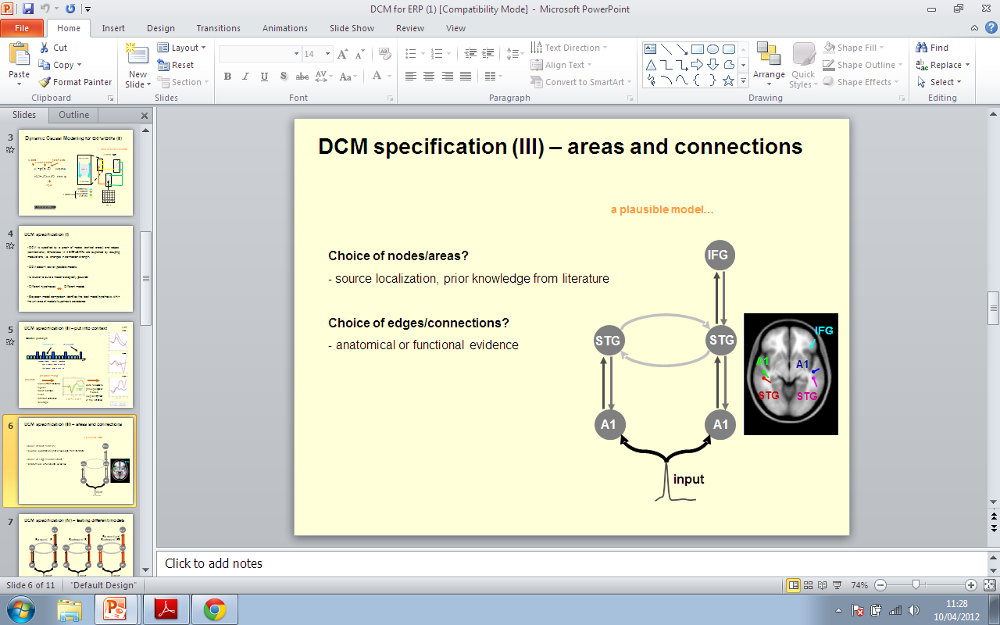 DCM for ERP (1) [Compatibility Mode] - Microsoft PowerPoint
File Home Insert Design Transitions Animations Slide Show Review View
Paste
Cut
Copy
Format Painter
Clipboard
New
Slide
Layout
Reset
Section
Slides
14
B I U S abc AV Aa A
Font
Text Direction
Align Text
Convert to SmartArt
Paragraph
Arrange
Quick
Styles
Shape Fill
Shape Outline
Shape Effects
Drawing
Find
Replace
Select
Editing
Slides Outline
3
4
DCM specification (I)
5
DCM specification (II) – put into context
6
DCM specification (III) – areas and connections
7
DCM specification (IV) – testing different models
DCM specification (III) – areas and connections
a plausible model...
Choice of nodes/areas?
- source localization, prior knowledge from literature
Choice of edges/connections?
- anatomical or functional evidence
IFG
STG STG
A1 A1
input
IFG
A1 A1
STG STG
Click to add notes
Slide 6 of 11 "Default Design" 74%
11:28
10/04/2012